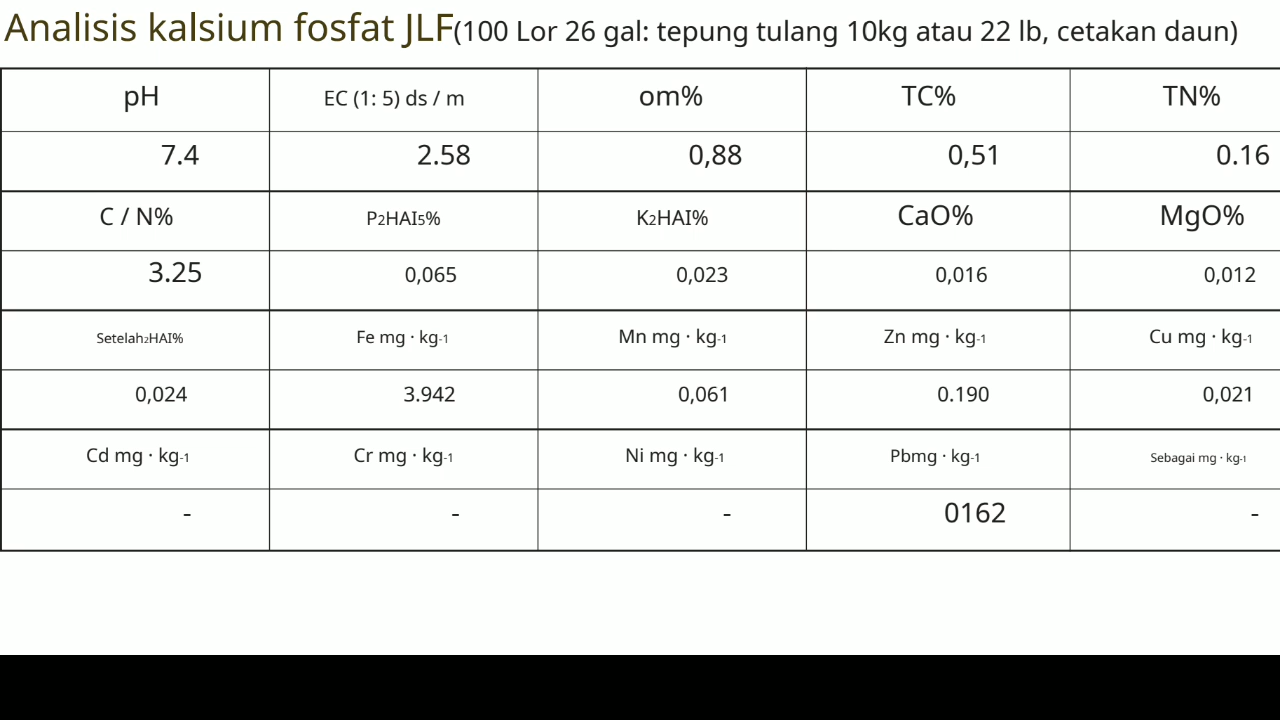 Analisis kalsium fosfat JLF(100 Lor 26 gal: tepung tulang 10kg atau 22 lb, cetakan daun)
pH EC (1: 5) ds / m om% TC% TN%
7.4 2.58 0,88 0,51 0.16
C / N% P2HAI5% K2HAI% CaO% MgO%
3.25 0,065 0,023 0,016 0,012
Setelah2HAI% Fe mg · kg-1 Mn mg · kg-1 Zn mg · kg-1 Cu mg · kg-1
0,024 3.942 0,061 0.190 0,021
Cd mg · kg-1 Cr mg · kg-1 Ni mg · kg-1 Pbmg · kg-1 Sebagai mg · kg-1
- - - 0162 -